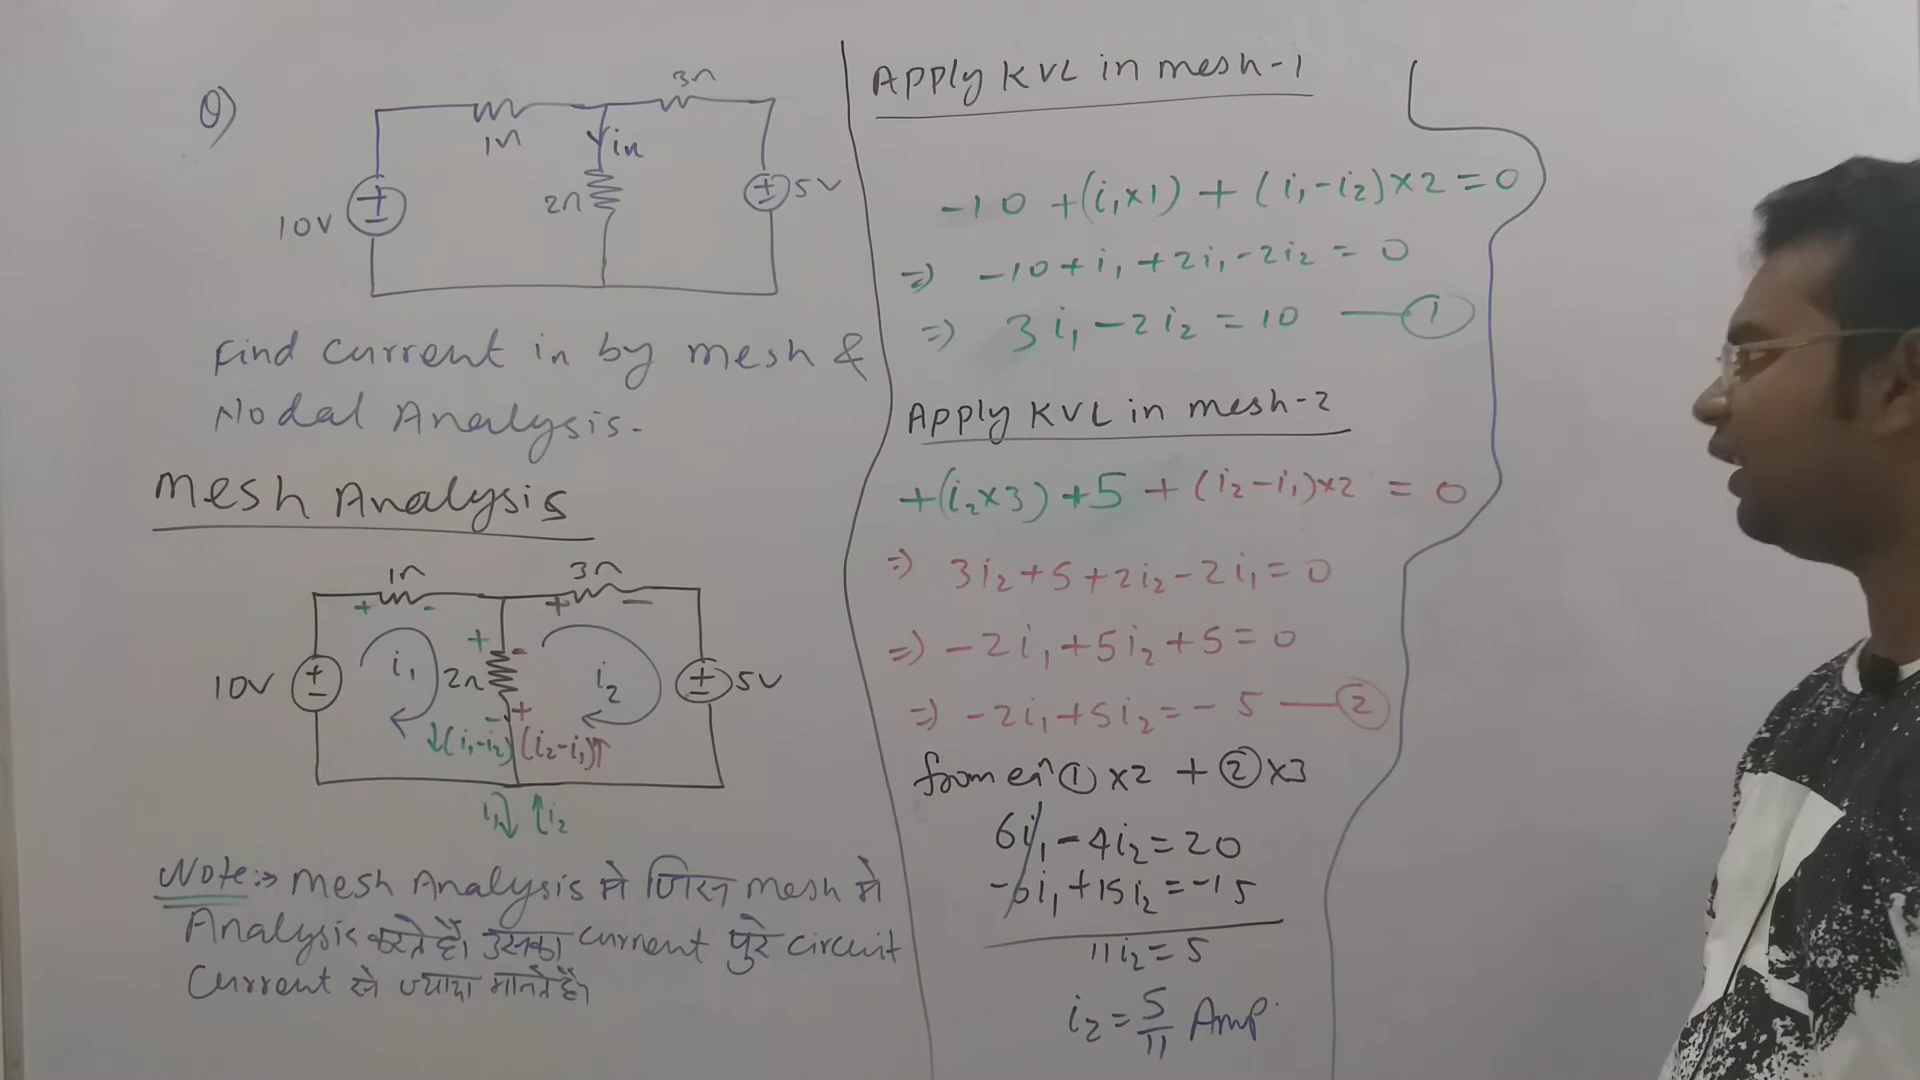 Q)
3Ω
1Ω
in
2Ω
10V
5V
Find current in by mesh &
Nodal Analysis.
Mesh Analysis
1Ω
3Ω
+ - + -
+ -
10V
i₁
2Ω
i₂
5V
- +
↓(i₁-i₂) (i₂-i₁)↑
i₁↓ ↑i₂
Note:→ Mesh Analysis मे जिस mesh मे
Analysis करते हैं। उसका current पुरे circuit
Current से ज्यादा मानते हैं।
Apply KVL in mesh-1
-10 +(i₁×1) + (i₁-i₂)×2 = 0
=> -10+i₁+2i₁-2i₂ = 0
=> 3i₁-2i₂ = 10 — ①
Apply KVL in mesh-2
+(i₂×3) +5 + (i₂-i₁)×2 = 0
=> 3i₂+5+2i₂-2i₁=0
=> -2i₁+5i₂+5=0
=> -2i₁+5i₂=-5 — ②
from eqⁿ ①×2 + ②×3
6i₁-4i₂=20
-6i₁+15i₂=-15
11i₂=5
i₂=5/11 Amp.